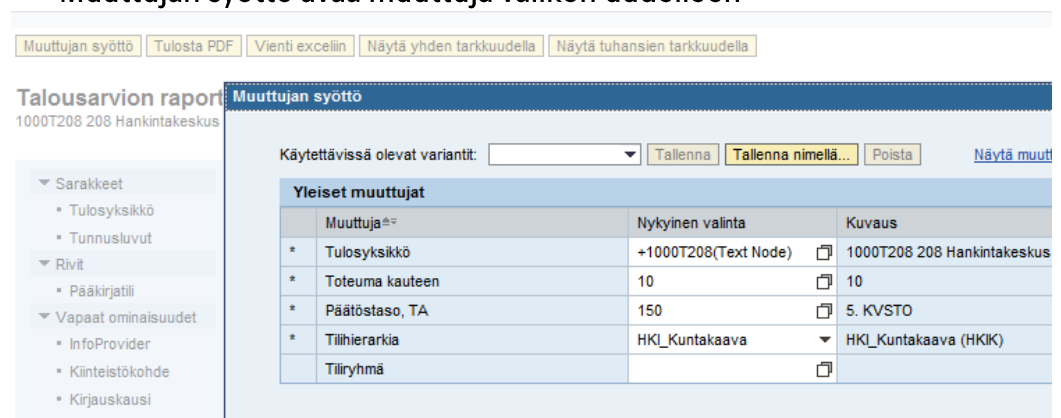 Muuttujan syöttö avaa muuttuja valikon uudelleen
Muuttujan syöttö Tulosta PDF Vienti exceliin Näytä yhden tarkkuudella Näytä tuhansien tarkkuudella
Talousarvion raport
1000T208 208 Hankintakeskus
Muuttujan syöttö
Käytettävissä olevat variantit: Tallenna Tallenna nimellä... Poista Näytä muutt
Sarakkeet
Tulosyksikkö
Tunnusluvut
Rivit
Pääkirjatili
Vapaat ominaisuudet
InfoProvider
Kiinteistökohde
Kirjauskausi
Yleiset muuttujat
Muuttuja Nykyinen valinta Kuvaus
* Tulosyksikkö +1000T208(Text Node) 1000T208 208 Hankintakeskus
* Toteuma kauteen 10 10
* Päätöstaso, TA 150 5. KVSTO
* Tilihierarkia HKI_Kuntakaava HKI_Kuntakaava (HKIK)
Tiliryhmä